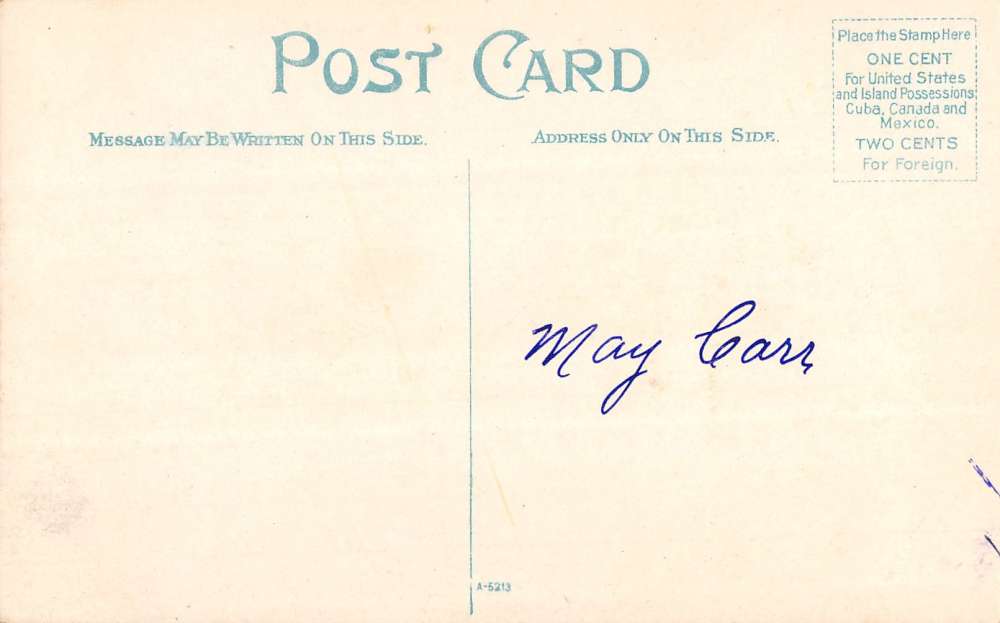 POST CARD
MESSAGE MAY BE WRITTEN ON THIS SIDE.
ADDRESS ONLY ON THIS SIDE.
Place the Stamp Here
ONE CENT
For United States
and Island Possessions,
Cuba, Canada and
Mexico.
TWO CENTS
For Foreign.
May Carr
A-5213